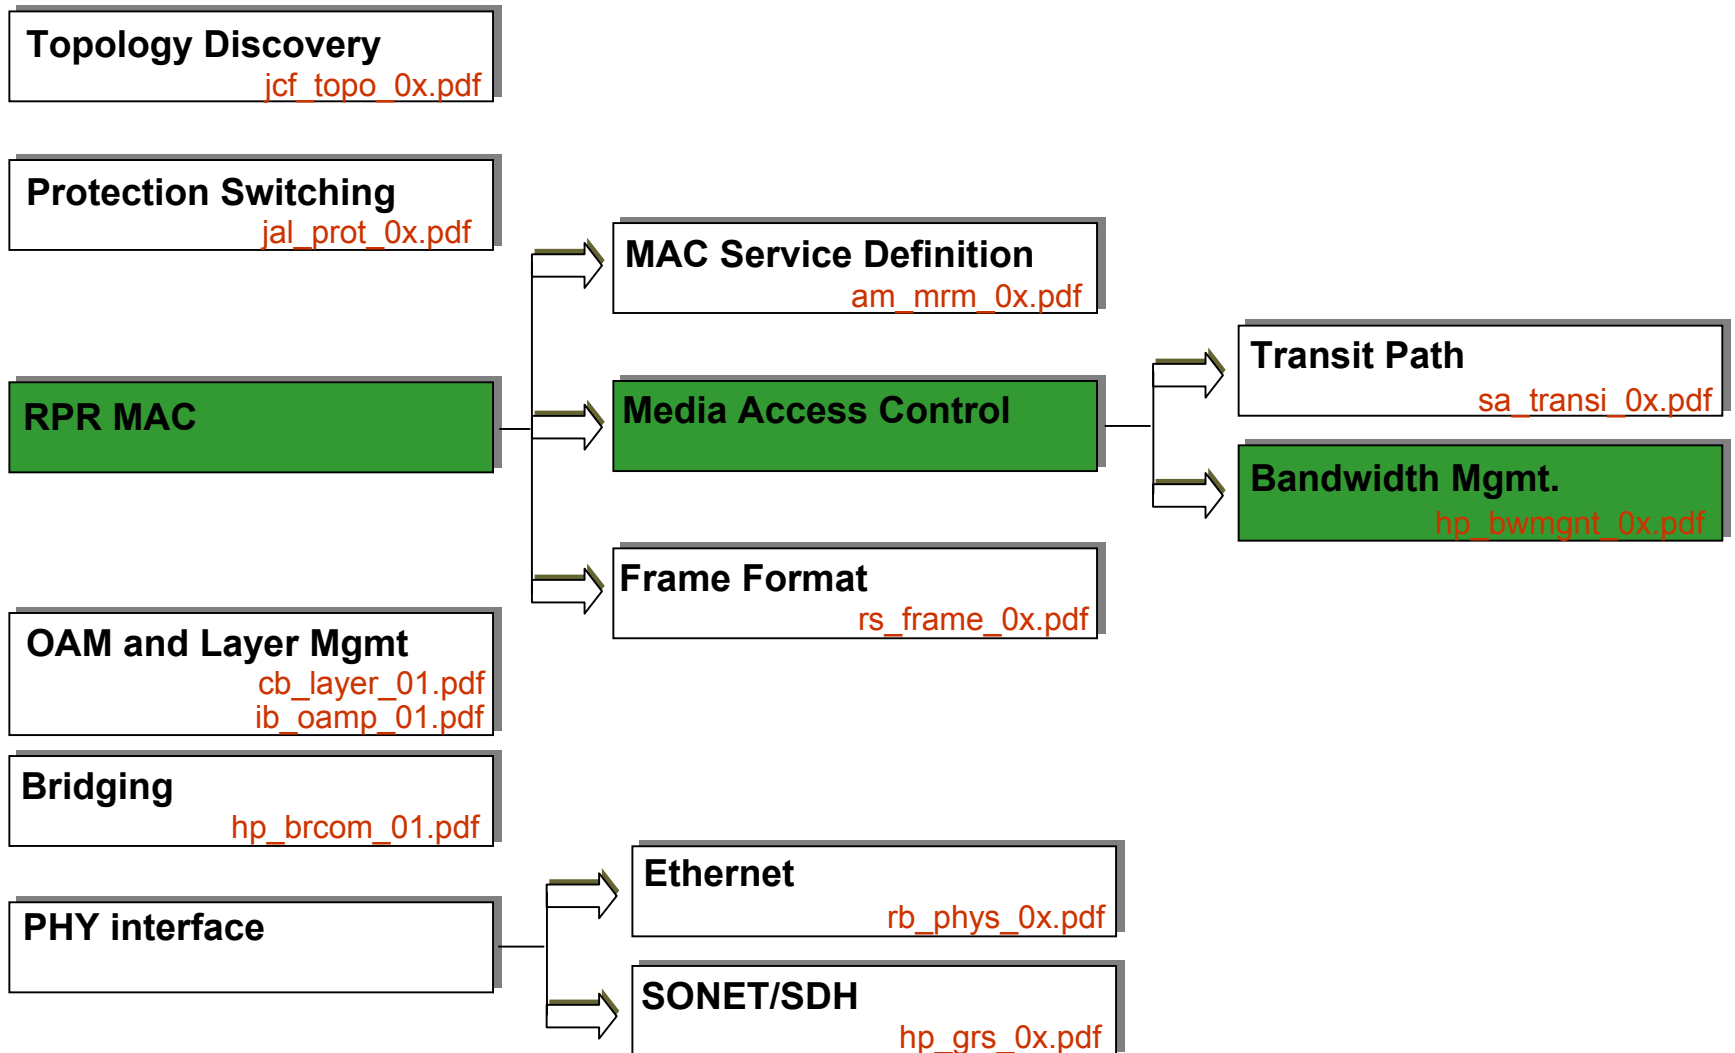 Topology Discovery
jcf_topo_0x.pdf
Protection Switching
jal_prot_0x.pdf
MAC Service Definition
am_mrm_0x.pdf
Transit Path
sa_transi_0x.pdf
RPR MAC
Media Access Control
Bandwidth Mgmt.
hp_bwmgnt_0x.pdf
Frame Format
rs_frame_0x.pdf
OAM and Layer Mgmt
cb_layer_01.pdf
ib_oamp_01.pdf
Bridging
hp_brcom_01.pdf
Ethernet
rb_phys_0x.pdf
PHY interface
SONET/SDH
hp_grs_0x.pdf